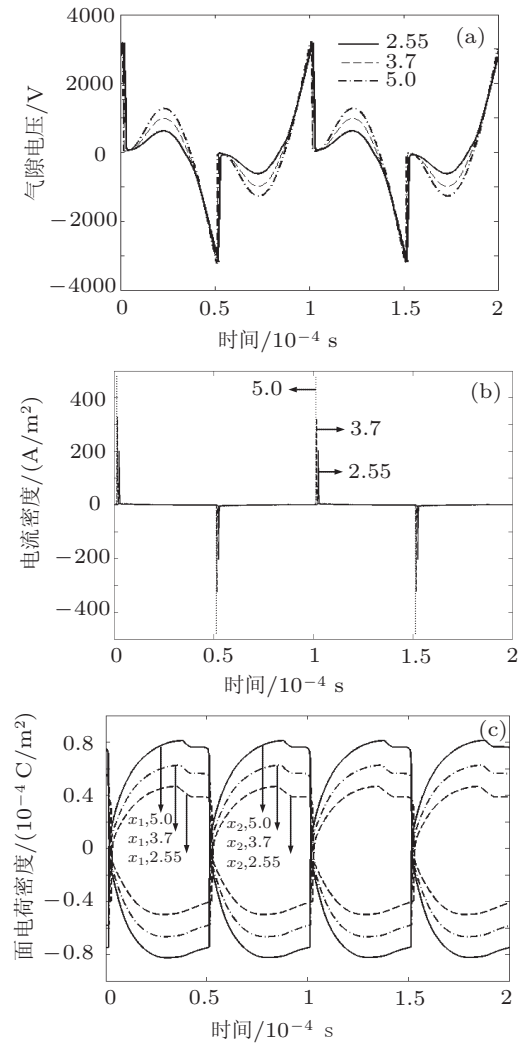 (a)
2.55
3.7
5.0
4000
2000
0
−2000
−4000
气隙电压/V
0 0.5 1 1.5 2
时间/10⁻⁴ s
(b)
5.0
3.7
2.55
400
200
0
−200
−400
电流密度/(A/m²)
0 0.5 1 1.5 2
时间/10⁻⁴ s
(c)
0.8
0.4
0
−0.4
−0.8
面电荷密度/(10⁻⁴ C/m²)
x₁,5.0
x₁,3.7
x₁,2.55
x₂,5.0
x₂,3.7
x₂,2.55
0 0.5 1 1.5 2
时间/10⁻⁴ s